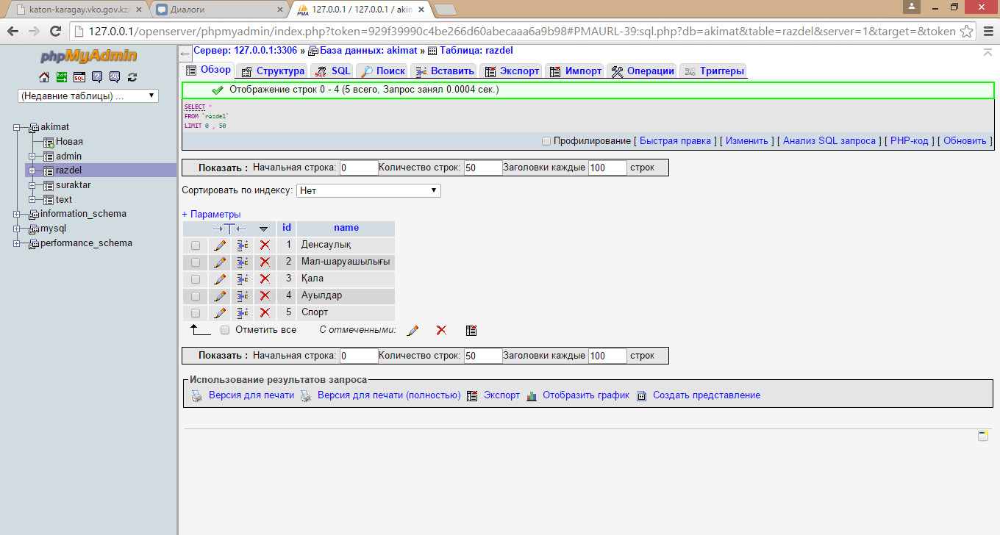 katon-karagay.vko.gov.kz/
Диалоги
127.0.0.1 / 127.0.0.1 / akim
127.0.0.1/openserver/phpmyadmin/index.php?token=929f39990c4be266d60abecaaa6a9b98#PMAURL-39:sql.php?db=akimat&table=razdel&server=1&target=&token
phpMyAdmin
(Недавние таблицы) ...
akimat
Новая
admin
razdel
suraktar
text
information_schema
mysql
performance_schema
Сервер: 127.0.0.1:3306 » База данных: akimat » Таблица: razdel
Обзор Структура SQL Поиск Вставить Экспорт Импорт Операции Триггеры
Отображение строк 0 - 4 (5 всего, Запрос занял 0.0004 сек.)
SELECT *
FROM `razdel`
LIMIT 0 , 50
Профилирование [ Быстрая правка ] [ Изменить ] [ Анализ SQL запроса ] [ PHP-код ] [ Обновить ]
Показать : Начальная строка: 0 Количество строк: 50 Заголовки каждые 100 строк
Сортировать по индексу: Нет
+ Параметры
id name
1 Денсаулық
2 Мал-шаруашылығы
3 Қала
4 Ауылдар
5 Спорт
Отметить все С отмеченными:
Показать : Начальная строка: 0 Количество строк: 50 Заголовки каждые 100 строк
Использование результатов запроса
Версия для печати Версия для печати (полностью) Экспорт Отобразить график Создать представление